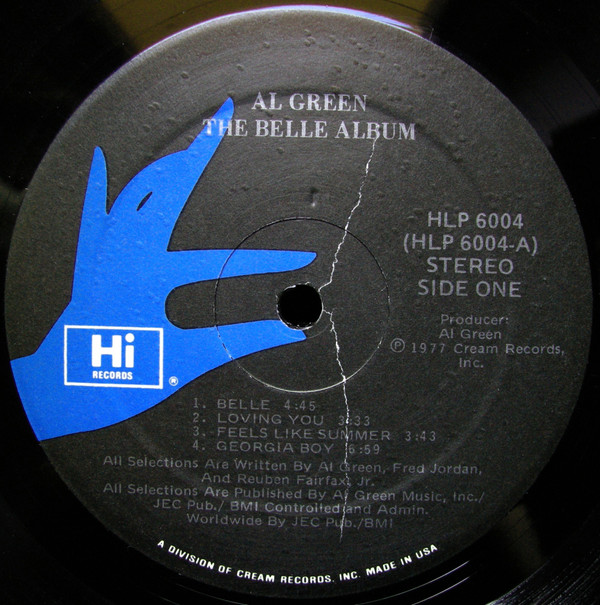 AL GREEN
THE BELLE ALBUM
HLP 6004
(HLP 6004-A)
STEREO
SIDE ONE
Producer:
Al Green
℗ 1977 Cream Records,
Inc.
Hi
RECORDS
®
1. BELLE 4:45
2. LOVING YOU 3:33
3. FEELS LIKE SUMMER 3:43
4. GEORGIA BOY 6:59
All Selections Are Written By Al Green, Fred Jordan,
And Reuben Fairfax, Jr.
All Selections Are Published By Al Green Music, Inc./
JEC Pub./ BMI Controlled and Admin.
Worldwide By JEC Pub./BMI
A DIVISION OF CREAM RECORDS, INC. MADE IN USA